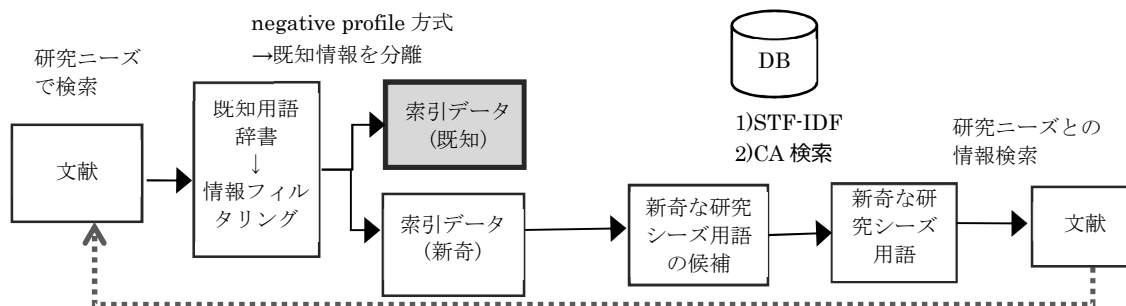 negative profile 方式
→既知情報を分離
研究ニーズ
で検索
文献
既知用語
辞書
↓
情報フィル
タリング
索引データ
(既知)
索引データ
(新奇)
DB
1)STF-IDF
2)CA 検索
新奇な研究
シーズ用語
の候補
新奇な研
究シーズ
用語
研究ニーズとの
情報検索
文献